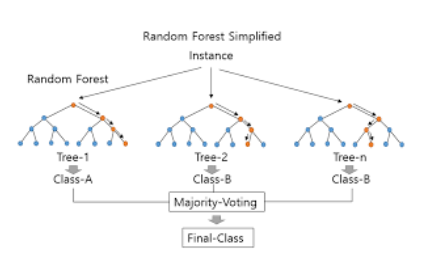 Random Forest Simplified
Instance
Random Forest
Tree-1
Tree-2
Tree-n
Class-A
Class-B
Class-B
Majority-Voting
Final-Class